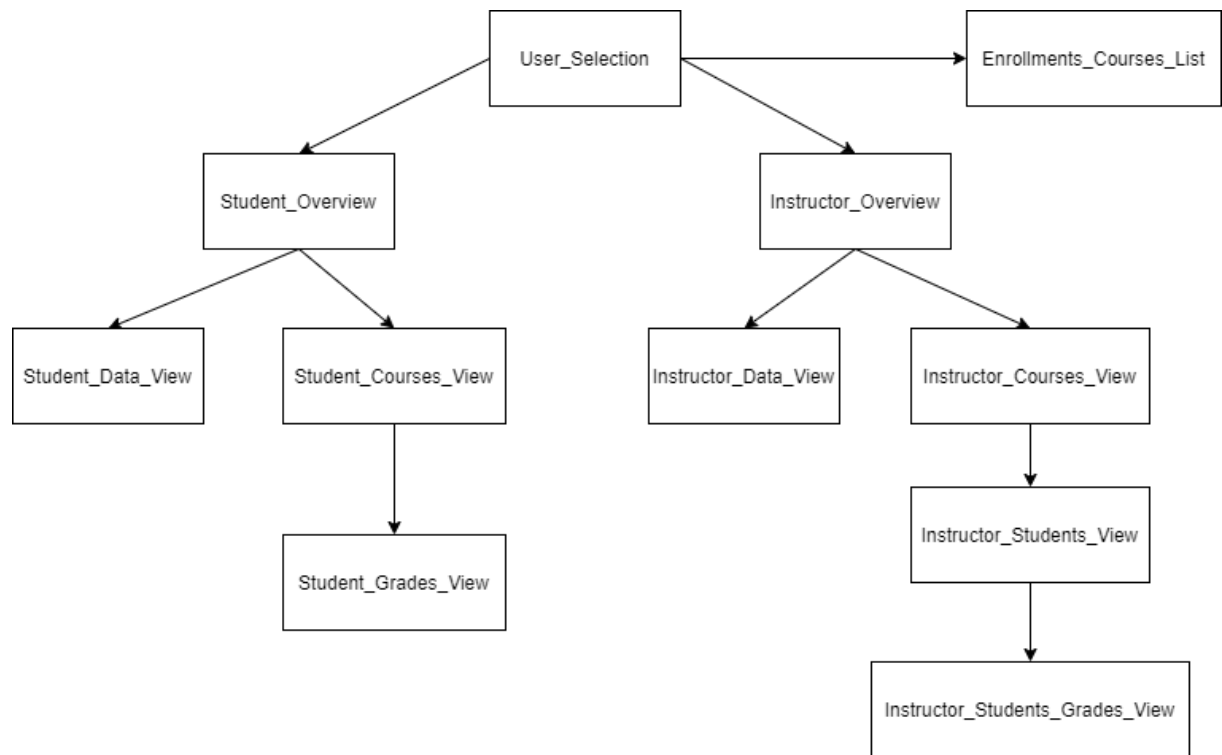 User_Selection
Enrollments_Courses_List
Student_Overview
Instructor_Overview
Student_Data_View
Student_Courses_View
Instructor_Data_View
Instructor_Courses_View
Instructor_Students_View
Student_Grades_View
Instructor_Students_Grades_View